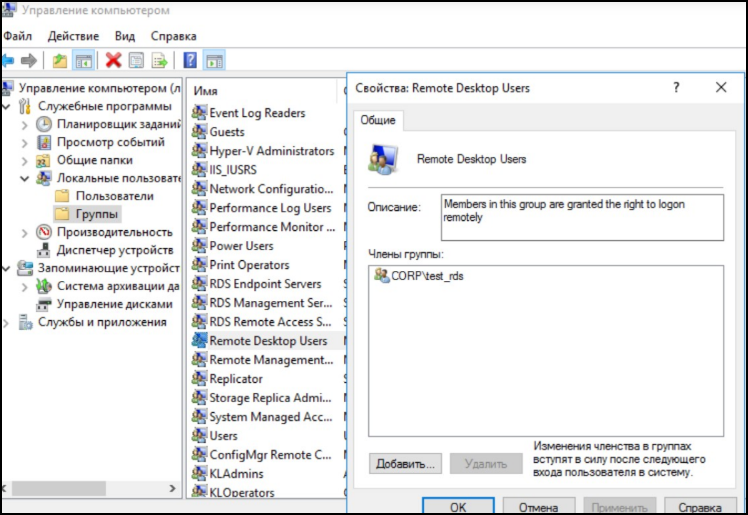 Управление компьютером
Файл Действие Вид Справка
Управление компьютером (л
Служебные программы
Планировщик заданий
Просмотр событий
Общие папки
Локальные пользовате
Пользователи
Группы
Производительность
Диспетчер устройств
Запоминающие устройст
Система архивации да
Управление дисками
Службы и приложения
Имя
Event Log Readers
Guests
Hyper-V Administrators
IIS_IUSRS
Network Configuratio...
Performance Log Users
Performance Monitor ...
Power Users
Print Operators
RDS Endpoint Servers
RDS Management Ser...
RDS Remote Access S...
Remote Desktop Users
Remote Management...
Replicator
Storage Replica Admi...
System Managed Acc...
Users
ConfigMgr Remote C...
KLAdmins
KLOperators
Свойства: Remote Desktop Users
Общие
Remote Desktop Users
Описание:
Members in this group are granted the right to logon
remotely
Члены группы:
CORP\test_rds
Добавить... Удалить
Изменения членства в группах
вступят в силу после следующего
входа пользователя в систему.
OK Отмена Применить Справка